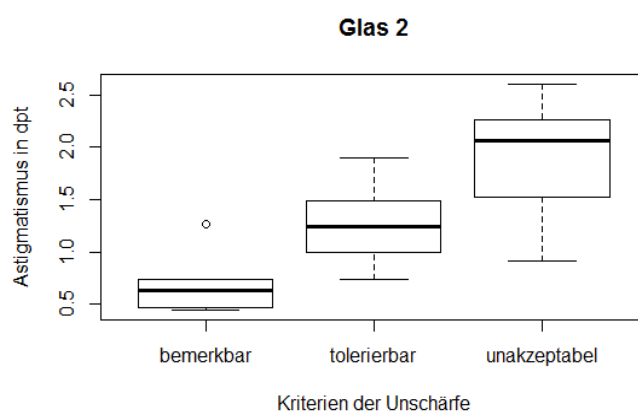 Glas 2
Astigmatismus in dpt
2.5
2.0
1.5
1.0
0.5
bemerkbar tolerierbar unakzeptabel
Kriterien der Unschärfe